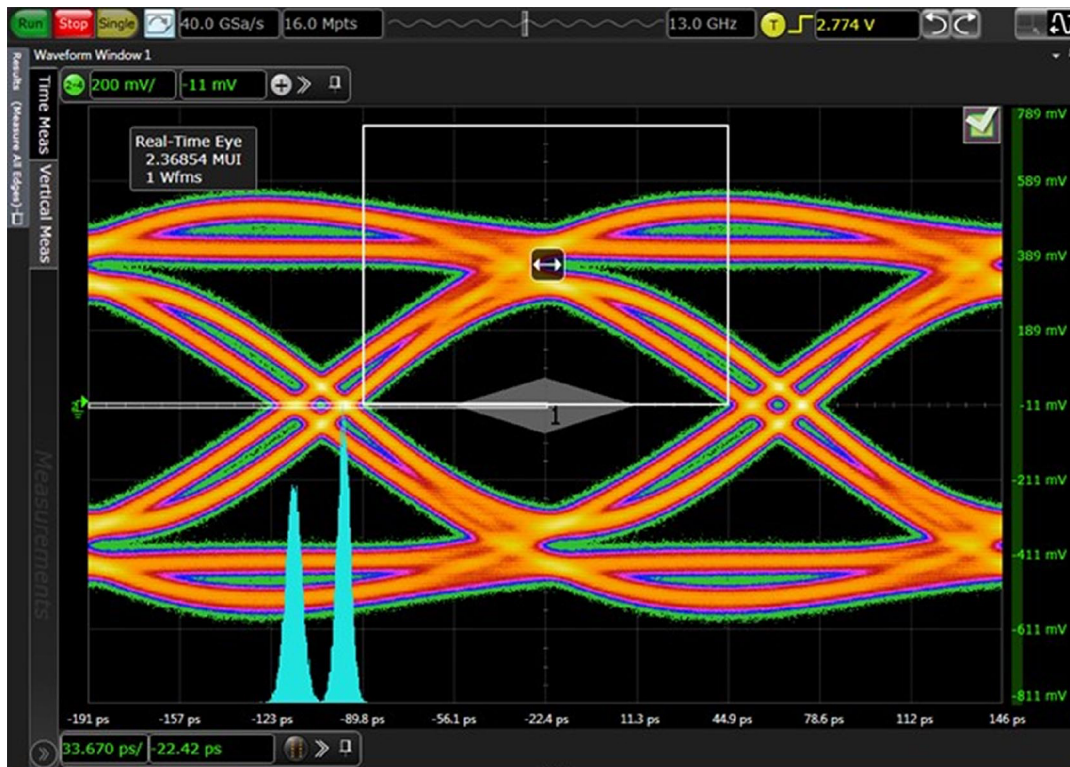 Run Stop Single 40.0 GSa/s 16.0 Mpts 13.0 GHz T 2.774 V
Waveform Window 1
Results (Measure All Edges)
Time Meas
Vertical Meas
Measurements
2-4 200 mV/ -11 mV
Real-Time Eye
2.36854 MUI
1 Wfms
789 mV
589 mV
389 mV
189 mV
-11 mV
-211 mV
-411 mV
-611 mV
-811 mV
1
-191 ps -157 ps -123 ps -89.8 ps -56.1 ps -22.4 ps 11.3 ps 44.9 ps 78.6 ps 112 ps 146 ps
33.670 ps/ -22.42 ps